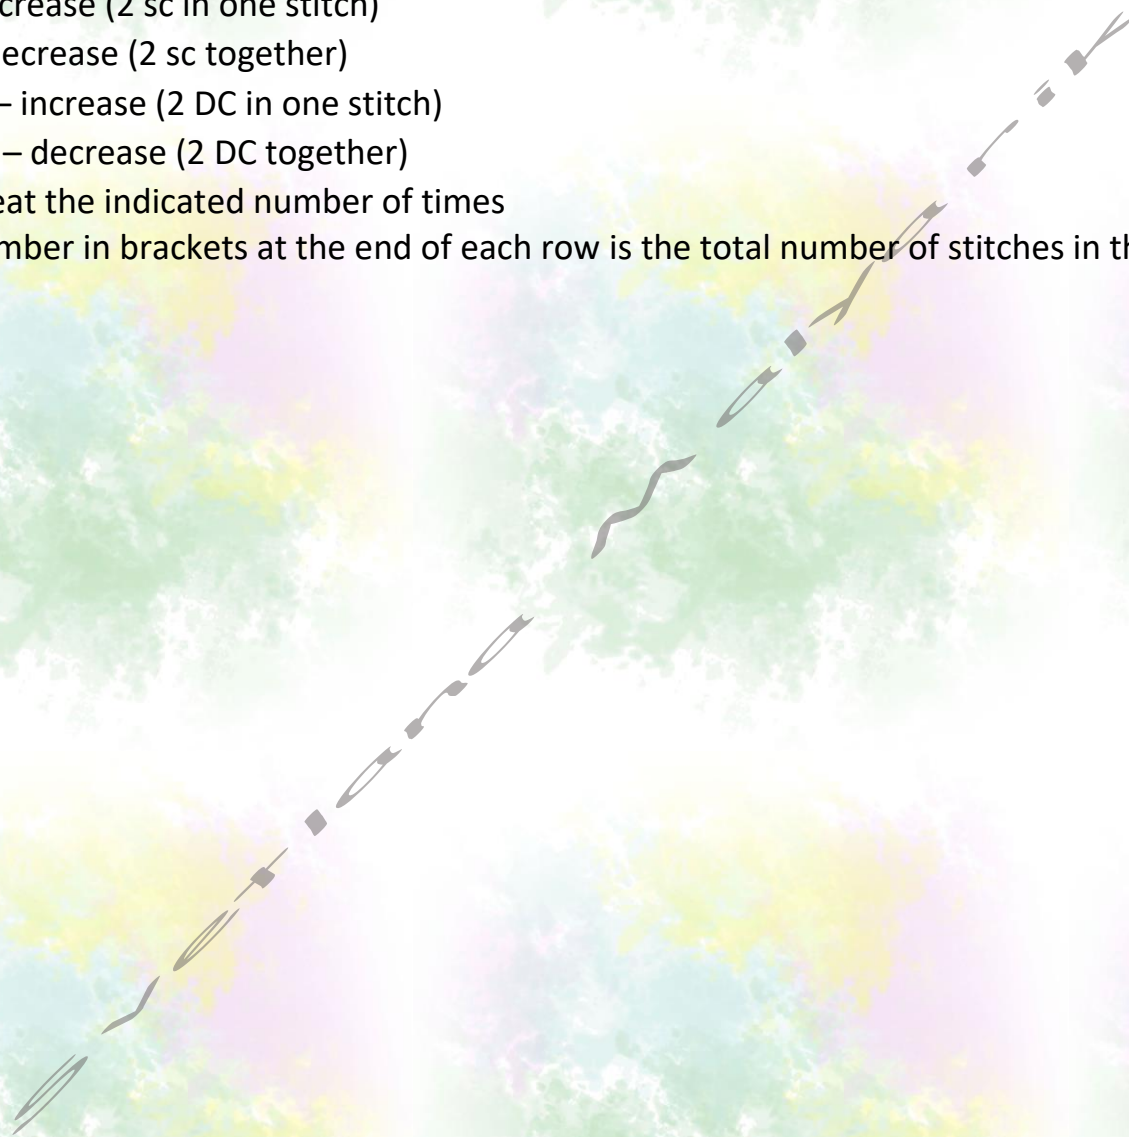 crease (2 sc in one stitch)
ecrease (2 sc together)
– increase (2 DC in one stitch)
– decrease (2 DC together)
eat the indicated number of times
mber in brackets at the end of each row is the total number of stitches in th